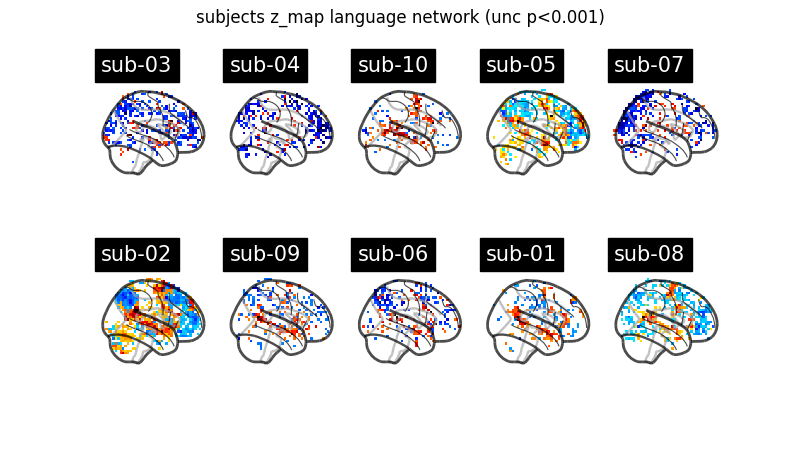 subjects z_map language network (unc p<0.001)
sub-03
sub-04
sub-10
sub-05
sub-07
sub-02
sub-09
sub-06
sub-01
sub-08